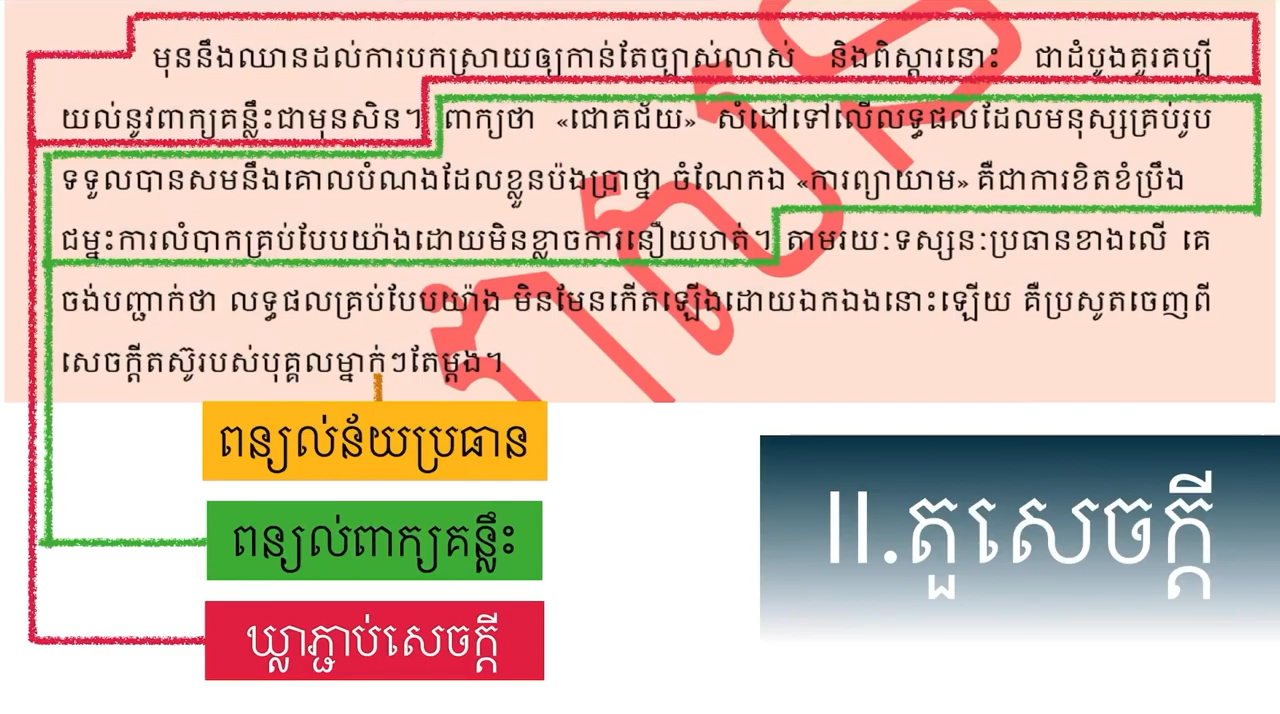 មុននឹងឈានដល់ការបកស្រាយឲ្យកាន់តែច្បាស់លាស់ និងពិស្តារនោះ ជាដំបូងគួរគប្បី
យល់នូវពាក្យគន្លឹះជាមុនសិន។ ពាក្យថា «ជោគជ័យ» សំដៅទៅលើលទ្ធផលដែលមនុស្សគ្រប់រូប
ទទួលបានសមនឹងគោលបំណងដែលខ្លួនប៉ងប្រាថ្នា ចំណែកឯ «ការព្យាយាម» គឺជាការខិតខំប្រឹង
ជម្នះការលំបាកគ្រប់បែបយ៉ាងដោយមិនខ្លាចការនឿយហត់។ តាមរយៈទស្សនៈប្រធានខាងលើ គេ
ចង់បញ្ជាក់ថា លទ្ធផលគ្រប់បែបយ៉ាង មិនមែនកើតឡើងដោយឯកឯងនោះឡើយ គឺប្រសូតចេញពី
សេចក្តីតស៊ូរបស់បុគ្គលម្នាក់ៗតែម្តង។
ពន្យល់ន័យប្រធាន
ពន្យល់ពាក្យគន្លឹះ
ឃ្លាភ្ជាប់សេចក្តី
II.តួសេចក្តី